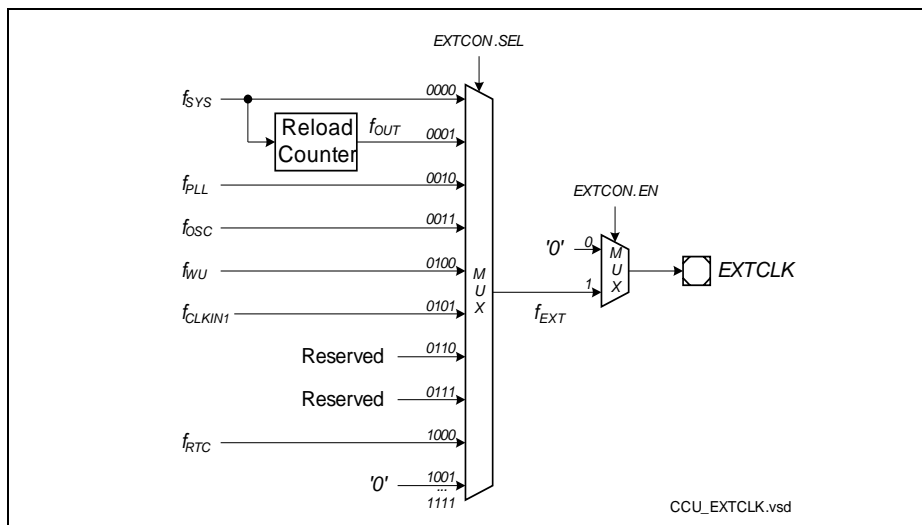 EXTCON.SEL
fSYS
0000
Reload
Counter
fOUT
0001
fPLL
0010
EXTCON.EN
fOSC
0011
'0'
0
fWU
0100
M
U
X
M
U
X
EXTCLK
1
fCLKIN1
0101
fEXT
Reserved
0110
Reserved
0111
fRTC
1000
'0'
1001
...
1111
CCU_EXTCLK.vsd